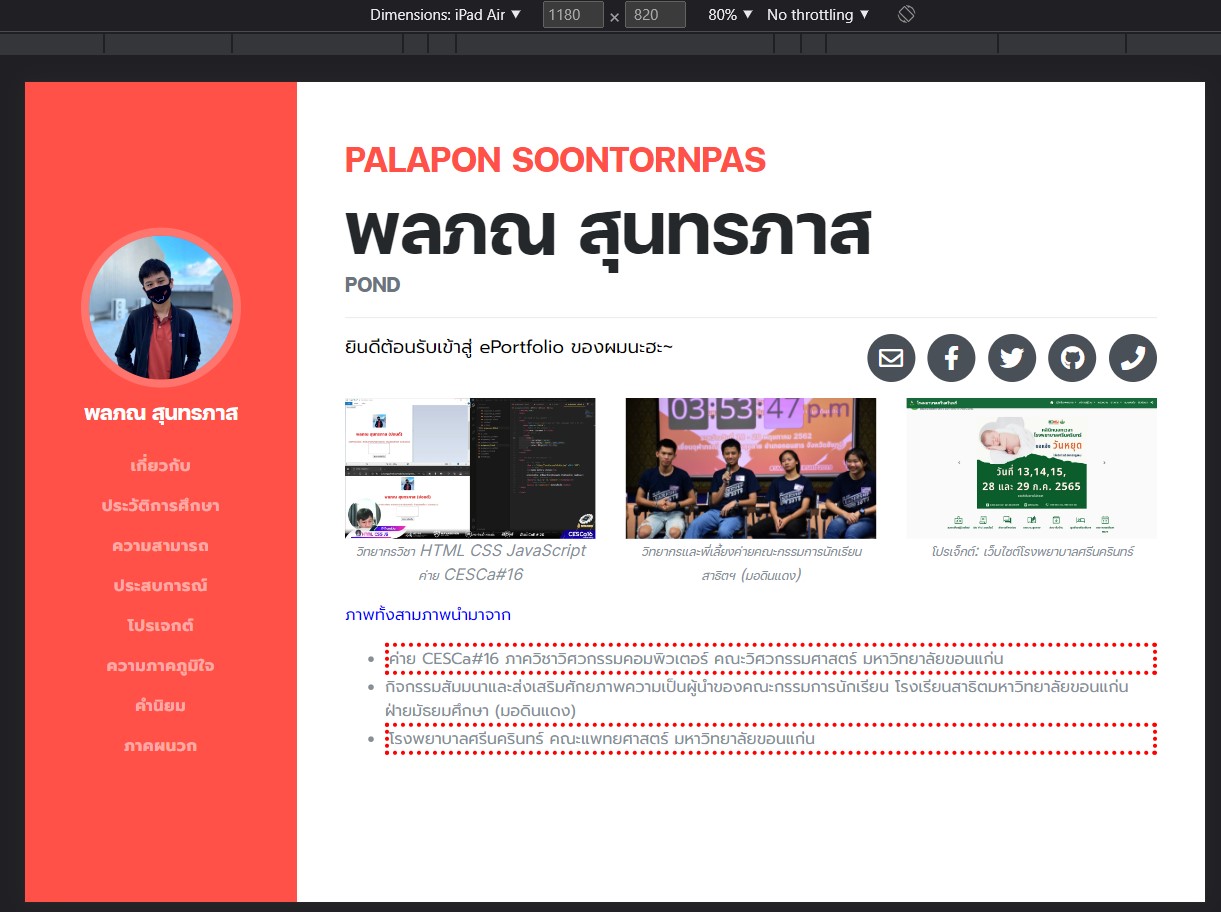 Dimensions: iPad Air ▼ 1180 × 820 80% ▼ No throttling ▼
พลภณ สุนทรภาส
เกี่ยวกับ
ประวัติการศึกษา
ความสามารถ
ประสบการณ์
โปรเจกต์
ความภาคภูมิใจ
คำนิยม
ภาคผนวก
PALAPON SOONTORNPAS
พลภณ สุนทรภาส
POND
ยินดีต้อนรับเข้าสู่ ePortfolio ของผมนะฮะ~
03:53:47 p.m
วันหยุด
วันที่ 13,14,15,
28 และ 29 ก.ค. 2565
วิทยากรวิชา HTML CSS JavaScript
ค่าย CESCa#16
วิทยากรและพี่เลี้ยงค่ายคณะกรรมการนักเรียน
สาธิตฯ (มอดินแดง)
โปรเจ็กต์: เว็บไซต์โรงพยาบาลศรีนครินทร์
ภาพทั้งสามภาพนำมาจาก
ค่าย CESCa#16 ภาควิชาวิศวกรรมคอมพิวเตอร์ คณะวิศวกรรมศาสตร์ มหาวิทยาลัยขอนแก่น
กิจกรรมสัมมนาและส่งเสริมศักยภาพความเป็นผู้นำของคณะกรรมการนักเรียน โรงเรียนสาธิตมหาวิทยาลัยขอนแก่น
ฝ่ายมัธยมศึกษา (มอดินแดง)
โรงพยาบาลศรีนครินทร์ คณะแพทยศาสตร์ มหาวิทยาลัยขอนแก่น